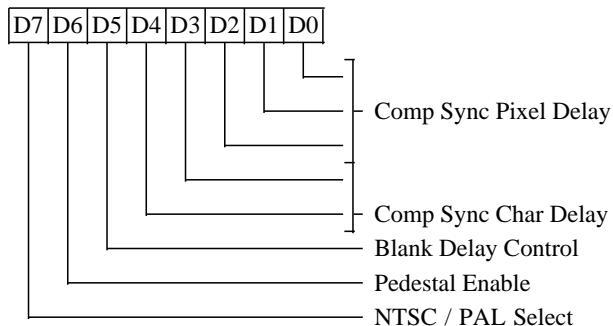 D7 D6 D5 D4 D3 D2 D1 D0
Comp Sync Pixel Delay
Comp Sync Char Delay
Blank Delay Control
Pedestal Enable
NTSC / PAL Select